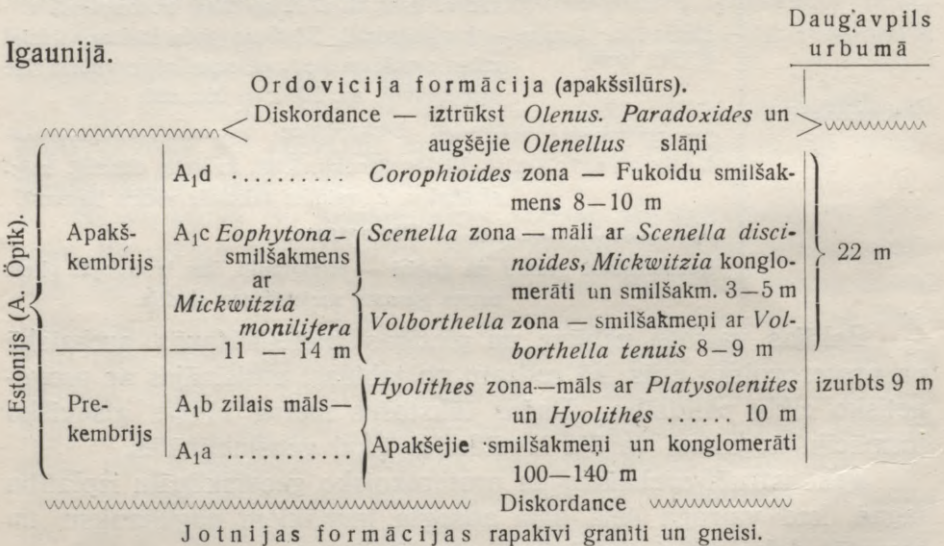 Daugavpils
urbumā
Igaunijā.
Ordovicija formācija (apakšsilūrs).
Diskordance — iztrūkst Olenus. Paradoxides un
augšējie Olenellus slāņi
Estonijs (A. Öpik).
Apakš-
kembrijs
A₁d .......... Corophioides zona — Fukoidu smilšak-
mens 8—10 m
A₁c Eophytona-
smilšakmens
ar
Mickwitzia
monilifera
11 — 14 m
Scenella zona — māli ar Scenella disci-
noides, Mickwitzia konglo-
merāti un smilšakm. 3—5 m
Volborthella zona — smilšakmeņi ar Vol-
borthella tenuis 8—9 m
22 m
Pre-
kembrijs
A₁b zilais māls—
Hyolithes zona—māls ar Platysolenites
un Hyolithes ...... 10 m
izurbts 9 m
A₁a ...........
Apakšejie smilšakmeņi un konglomerāti
100—140 m
Diskordance
Jotnijas formācijas rapakīvi granīti un gneisi.